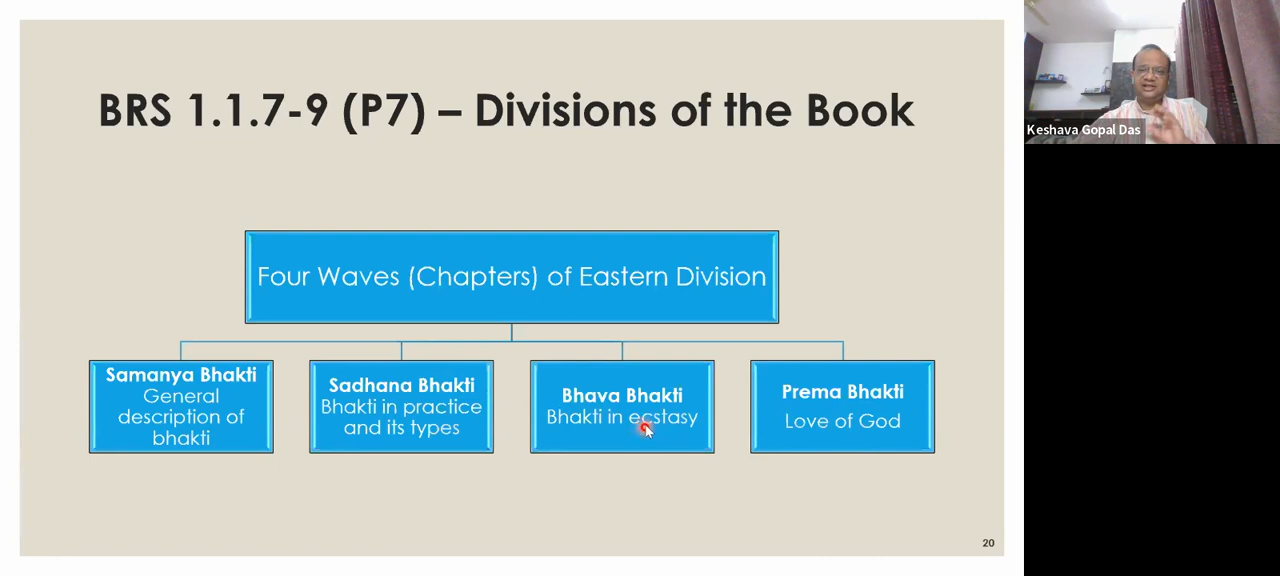 BRS 1.1.7-9 (P7) – Divisions of the Book
Four Waves (Chapters) of Eastern Division
Samanya Bhakti
General
description of
bhakti
Sadhana Bhakti
Bhakti in practice
and its types
Bhava Bhakti
Bhakti in ecstasy
Prema Bhakti
Love of God
20
Keshava Gopal Das